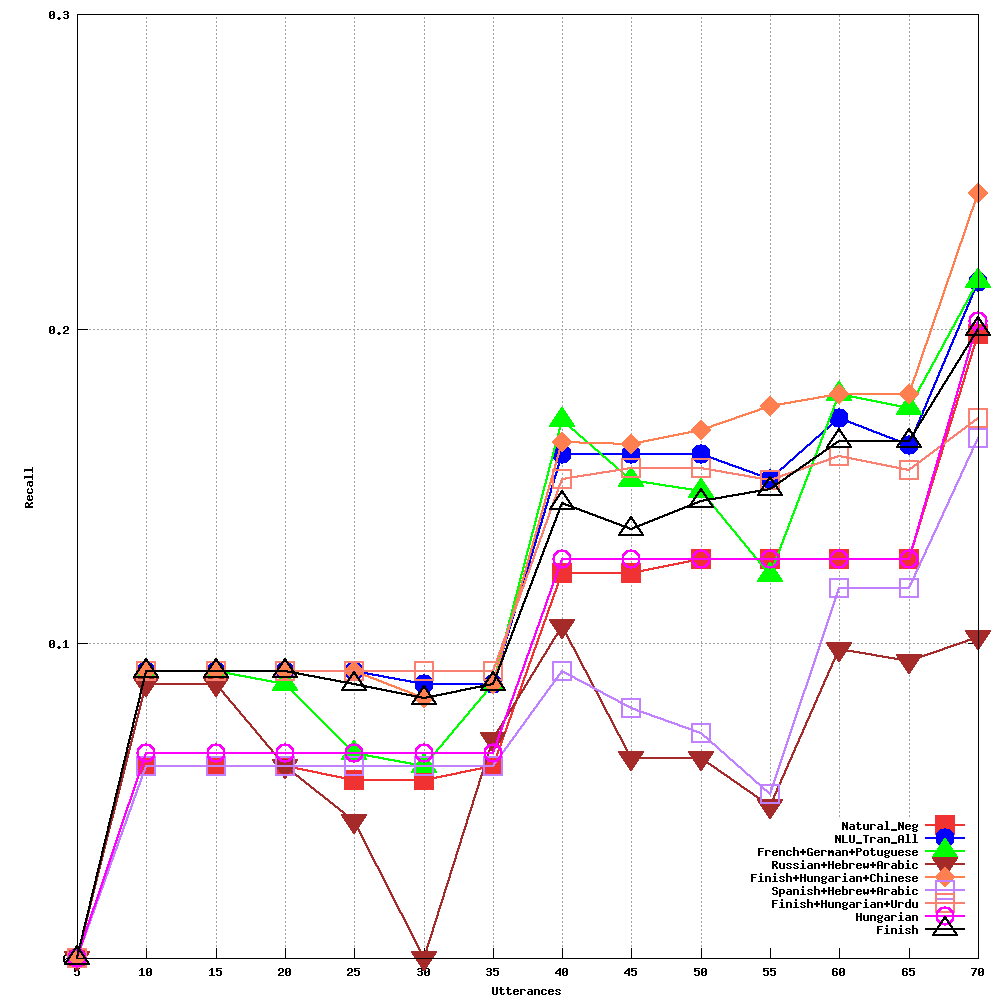 0.3
0.2
0.1
0
Recall
5 10 15 20 25 30 35 40 45 50 55 60 65 70
Utterances
Natural_Neg
NLU_Tran_All
French+German+Potuguese
Russian+Hebrew+Arabic
Finish+Hungarian+Chinese
Spanish+Hebrew+Arabic
Finish+Hungarian+Urdu
Hungarian
Finish